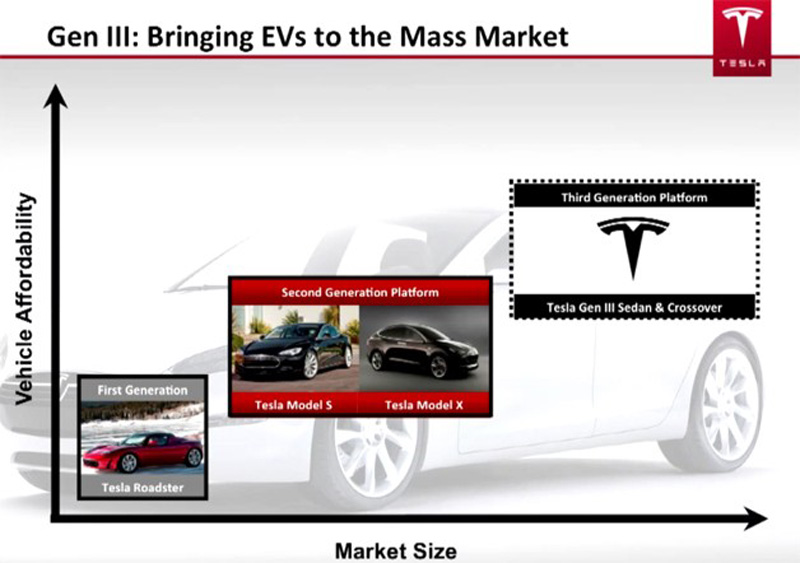 Gen III: Bringing EVs to the Mass Market
TESLA
Vehicle Affordability
Third Generation Platform
Tesla Gen III Sedan & Crossover
Second Generation Platform
Tesla Model S
Tesla Model X
First Generation
Tesla Roadster
Market Size